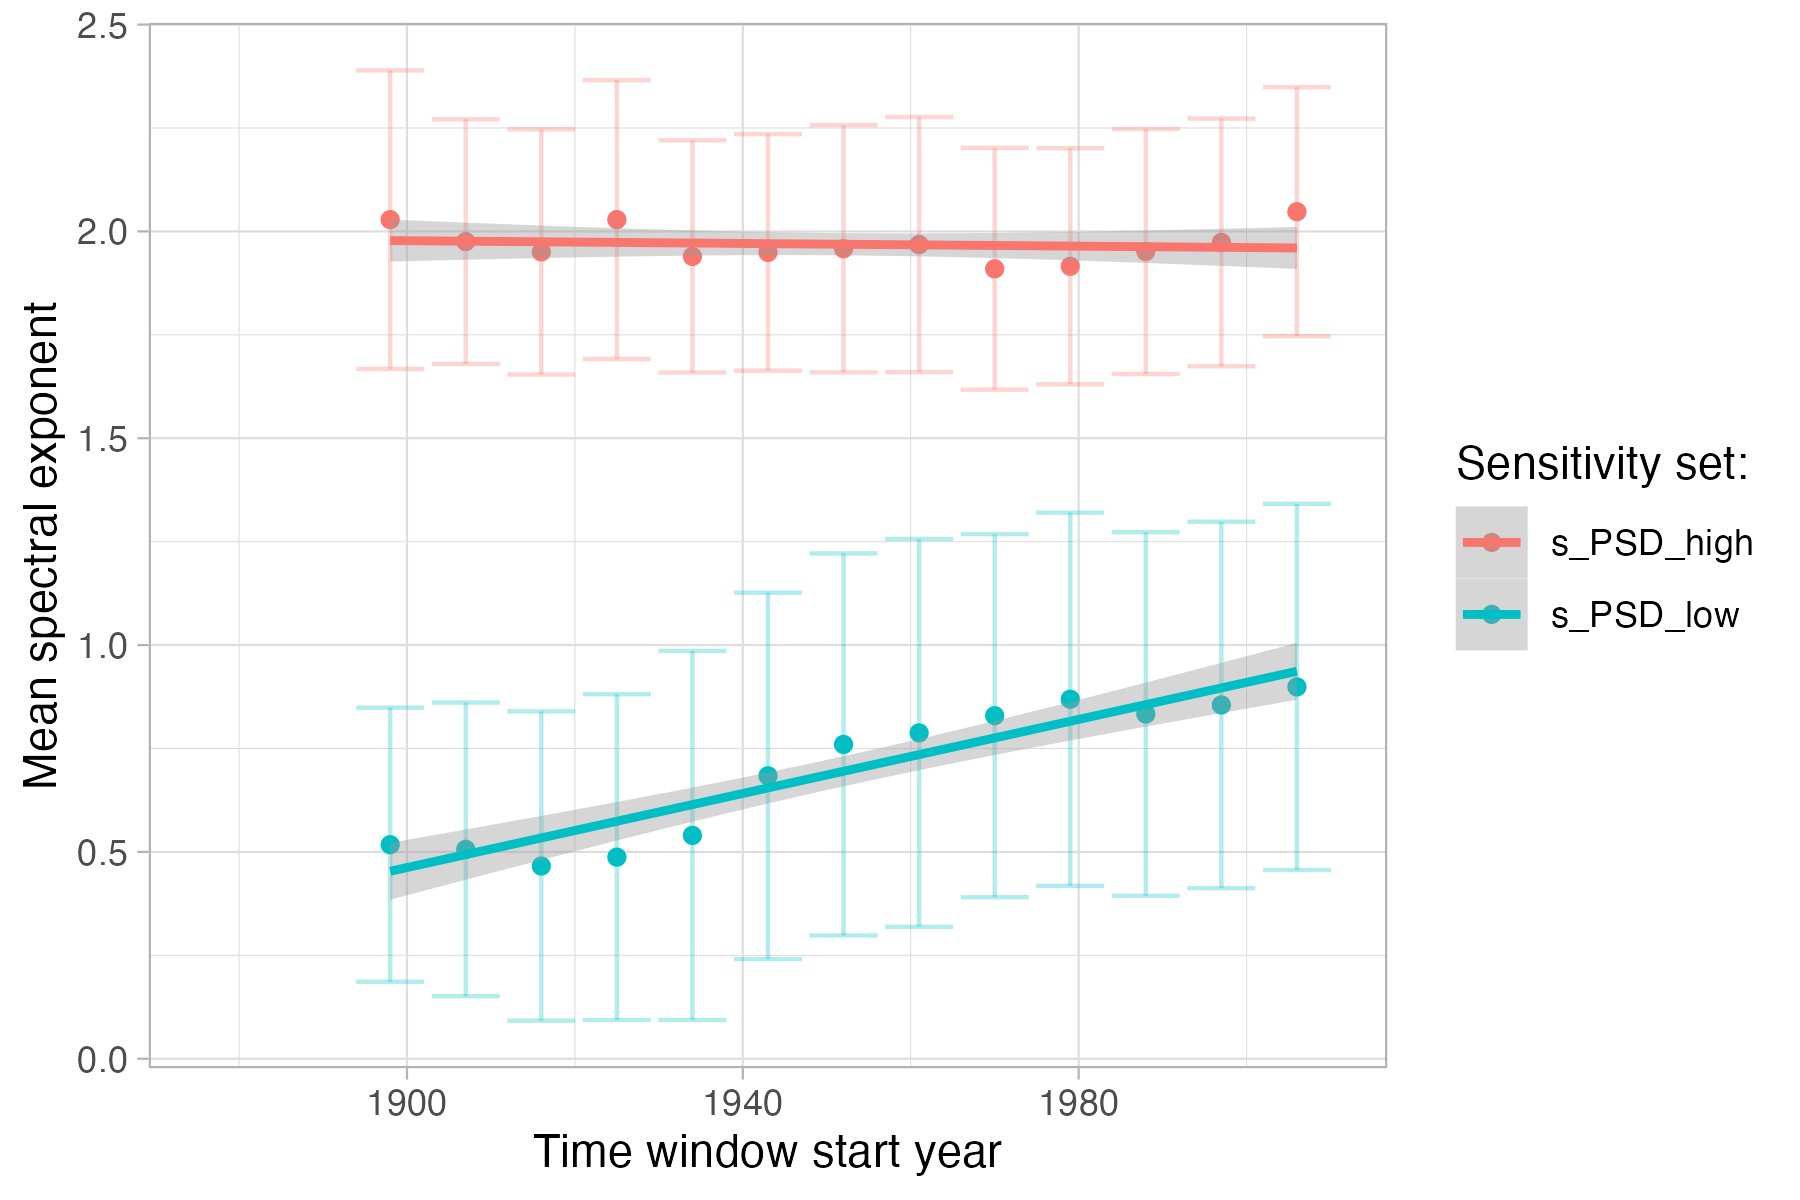 Mean spectral exponent
2.5
2.0
1.5
1.0
0.5
0.0
1900 1940 1980
Time window start year
Sensitivity set:
s_PSD_high
s_PSD_low